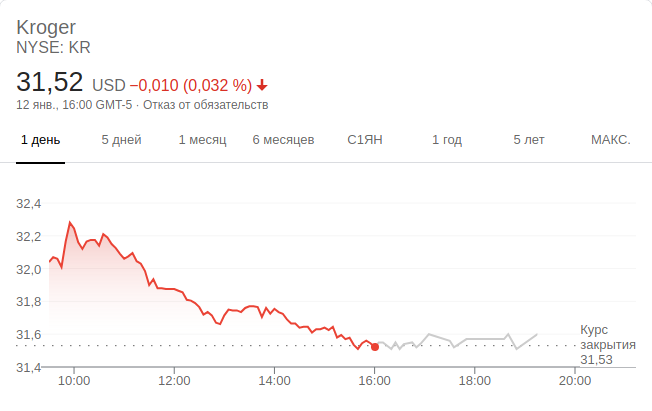 Kroger
NYSE: KR
31,52 USD −0,010 (0,032 %)
12 янв., 16:00 GMT-5 · Отказ от обязательств
1 день 5 дней 1 месяц 6 месяцев С1ЯН 1 год 5 лет МАКС.
32,4
32,2
32,0
31,8
31,6
31,4
Курс
закрытия
31,53
10:00 12:00 14:00 16:00 18:00 20:00